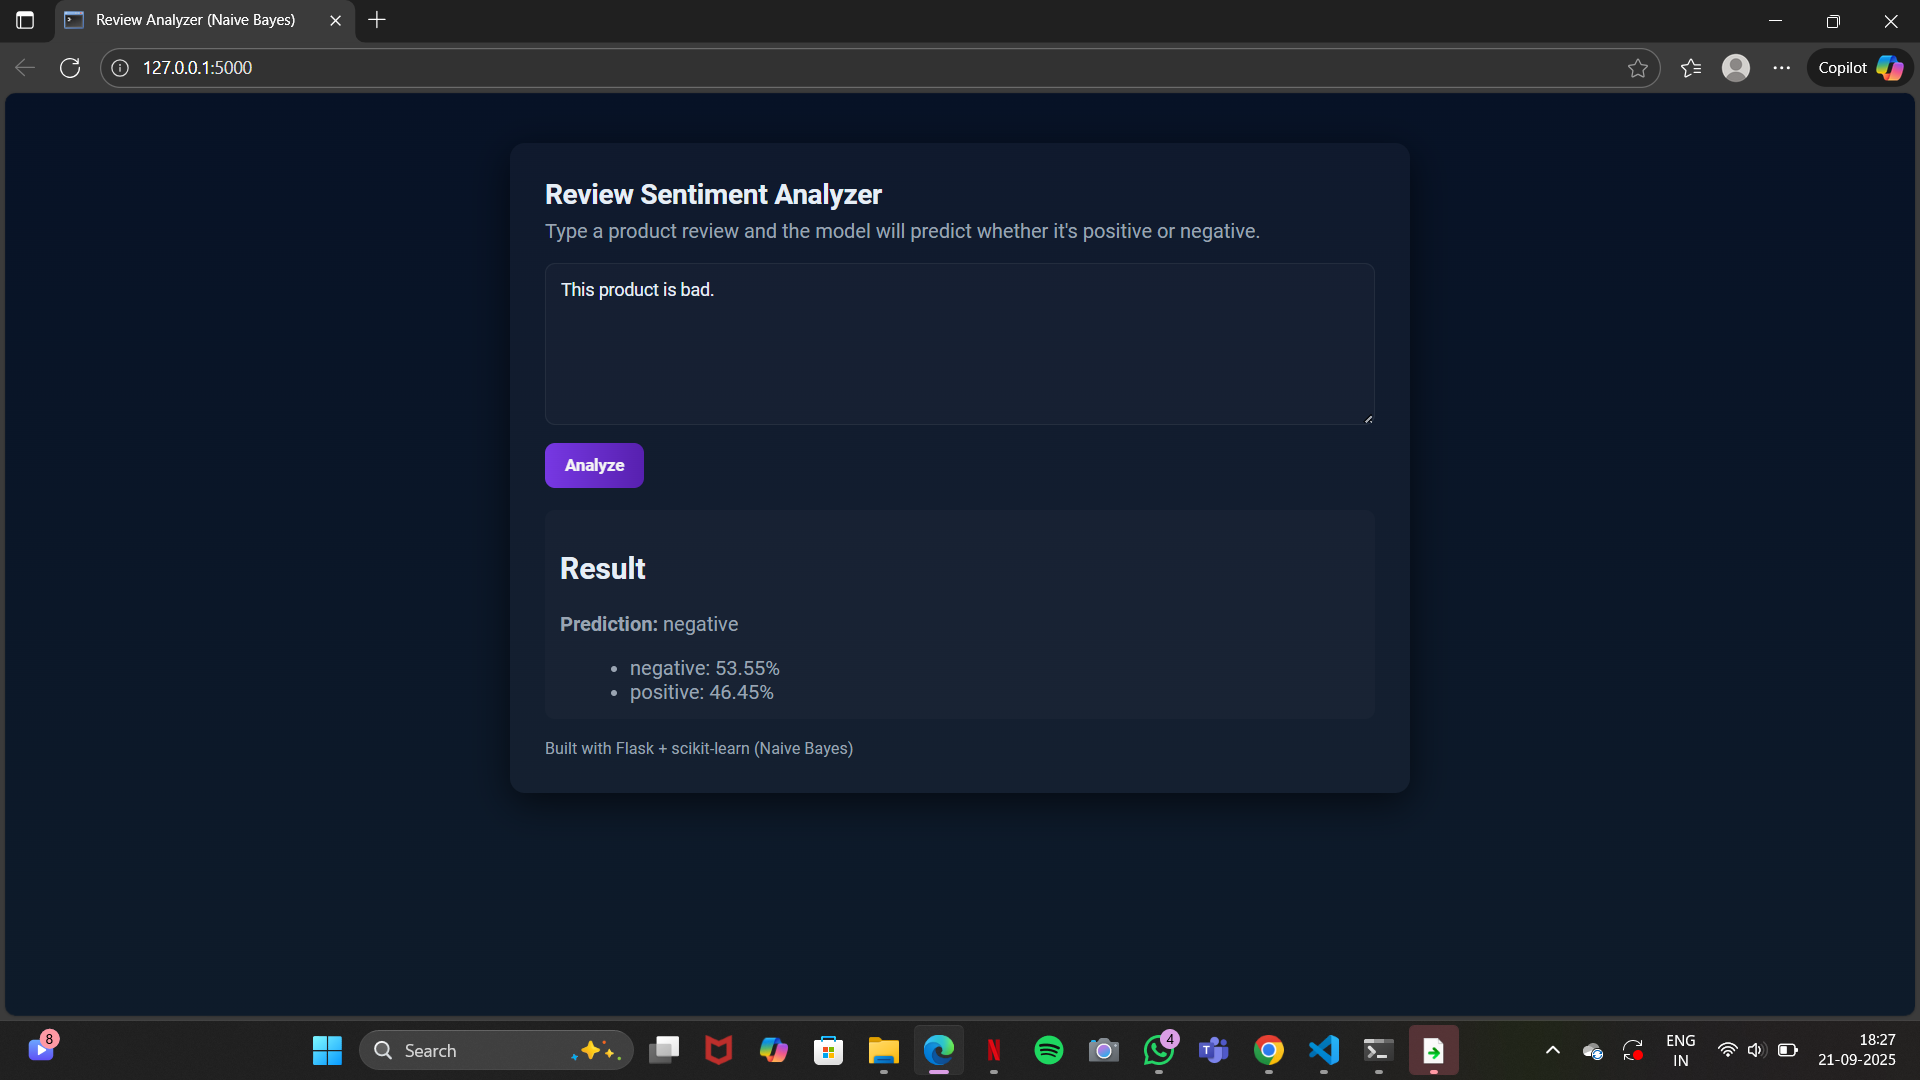 Review Analyzer (Naive Bayes)
127.0.0.1:5000
Copilot
Review Sentiment Analyzer
Type a product review and the model will predict whether it's positive or negative.
This product is bad.
Analyze
Result
Prediction: negative
negative: 53.55%
positive: 46.45%
Built with Flask + scikit-learn (Naive Bayes)
8
Search
N
4
T
ENG
IN
18:27
21-09-2025